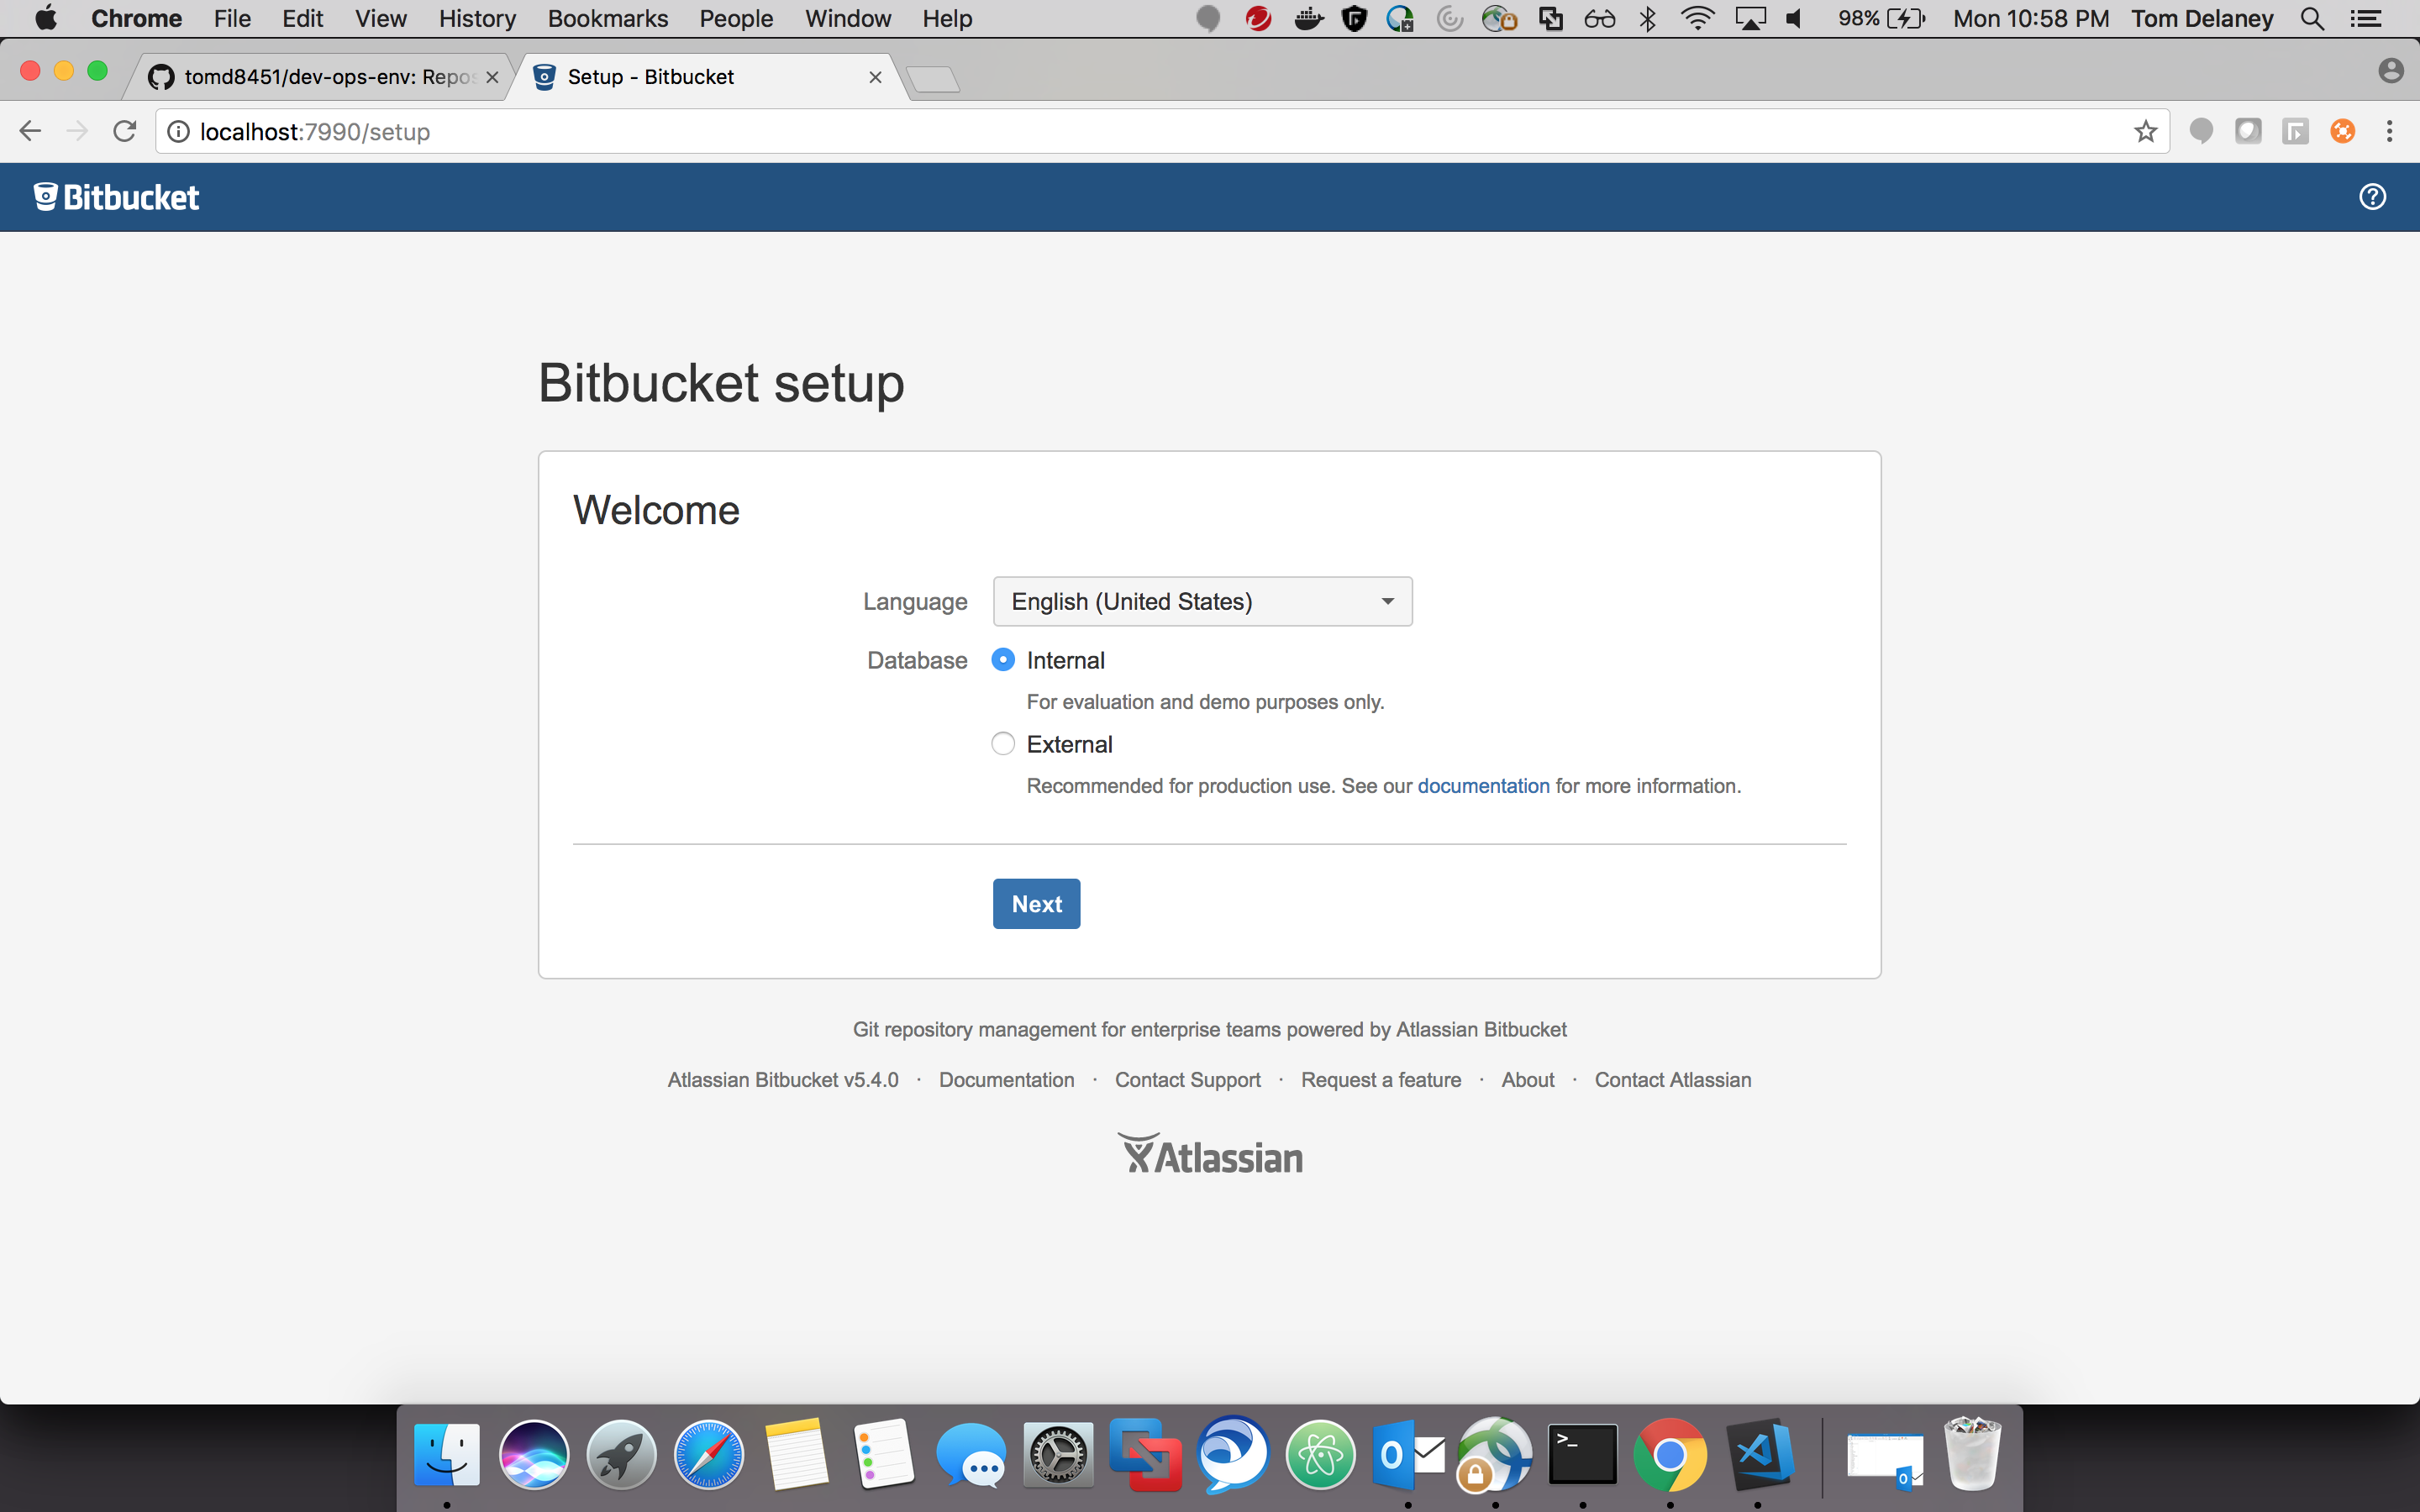 Chrome File Edit View History Bookmarks People Window Help 98% Mon 10:58 PM Tom Delaney
tomd8451/dev-ops-env: Repos Setup - Bitbucket
localhost:7990/setup
Bitbucket
Bitbucket setup
Welcome
Language English (United States)
Database Internal
For evaluation and demo purposes only.
External
Recommended for production use. See our documentation for more information.
Next
Git repository management for enterprise teams powered by Atlassian Bitbucket
Atlassian Bitbucket v5.4.0 · Documentation · Contact Support · Request a feature · About · Contact Atlassian
Atlassian